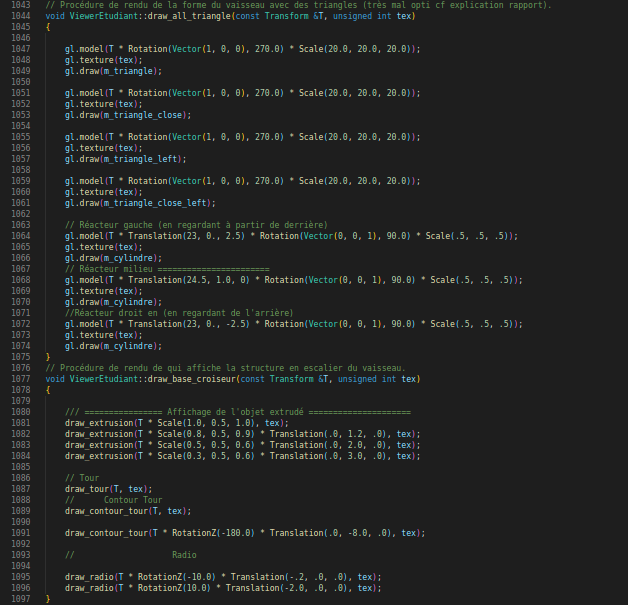 1043 // Procédure de rendu de la forme du vaisseau avec des triangles (très mal opti cf explication rapport).
1044 void ViewerEtudiant::draw_all_triangle(const Transform &T, unsigned int tex)
1045 {
1046
1047 gl.model(T * Rotation(Vector(1, 0, 0), 270.0) * Scale(20.0, 20.0, 20.0));
1048 gl.texture(tex);
1049 gl.draw(m_triangle);
1050
1051 gl.model(T * Rotation(Vector(1, 0, 0), 270.0) * Scale(20.0, 20.0, 20.0));
1052 gl.texture(tex);
1053 gl.draw(m_triangle_close);
1054
1055 gl.model(T * Rotation(Vector(1, 0, 0), 270.0) * Scale(20.0, 20.0, 20.0));
1056 gl.texture(tex);
1057 gl.draw(m_triangle_left);
1058
1059 gl.model(T * Rotation(Vector(1, 0, 0), 270.0) * Scale(20.0, 20.0, 20.0));
1060 gl.texture(tex);
1061 gl.draw(m_triangle_close_left);
1062
1063 // Réacteur gauche (en regardant à partir de derrière)
1064 gl.model(T * Translation(23, 0., 2.5) * Rotation(Vector(0, 0, 1), 90.0) * Scale(.5, .5, .5));
1065 gl.texture(tex);
1066 gl.draw(m_cylindre);
1067 // Réacteur milieu =======================
1068 gl.model(T * Translation(24.5, 1.0, 0) * Rotation(Vector(0, 0, 1), 90.0) * Scale(.5, .5, .5));
1069 gl.texture(tex);
1070 gl.draw(m_cylindre);
1071 //Réacteur droit en (en regardant de l'arrière)
1072 gl.model(T * Translation(23, 0., -2.5) * Rotation(Vector(0, 0, 1), 90.0) * Scale(.5, .5, .5));
1073 gl.texture(tex);
1074 gl.draw(m_cylindre);
1075 }
1076 // Procédure de rendu de qui affiche la structure en escalier du vaisseau.
1077 void ViewerEtudiant::draw_base_croiseur(const Transform &T, unsigned int tex)
1078 {
1079
1080 /// ================ Affichage de l'objet extrudé =====================
1081 draw_extrusion(T * Scale(1.0, 0.5, 1.0), tex);
1082 draw_extrusion(T * Scale(0.8, 0.5, 0.9) * Translation(.0, 1.2, .0), tex);
1083 draw_extrusion(T * Scale(0.5, 0.5, 0.6) * Translation(.0, 2.0, .0), tex);
1084 draw_extrusion(T * Scale(0.3, 0.5, 0.6) * Translation(.0, 3.0, .0), tex);
1085
1086 // Tour
1087 draw_tour(T, tex);
1088 // Contour Tour
1089 draw_contour_tour(T, tex);
1090
1091 draw_contour_tour(T * RotationZ(-180.0) * Translation(.0, -8.0, .0), tex);
1092
1093 // Radio
1094
1095 draw_radio(T * RotationZ(-10.0) * Translation(-.2, .0, .0), tex);
1096 draw_radio(T * RotationZ(10.0) * Translation(-2.0, .0, .0), tex);
1097 }